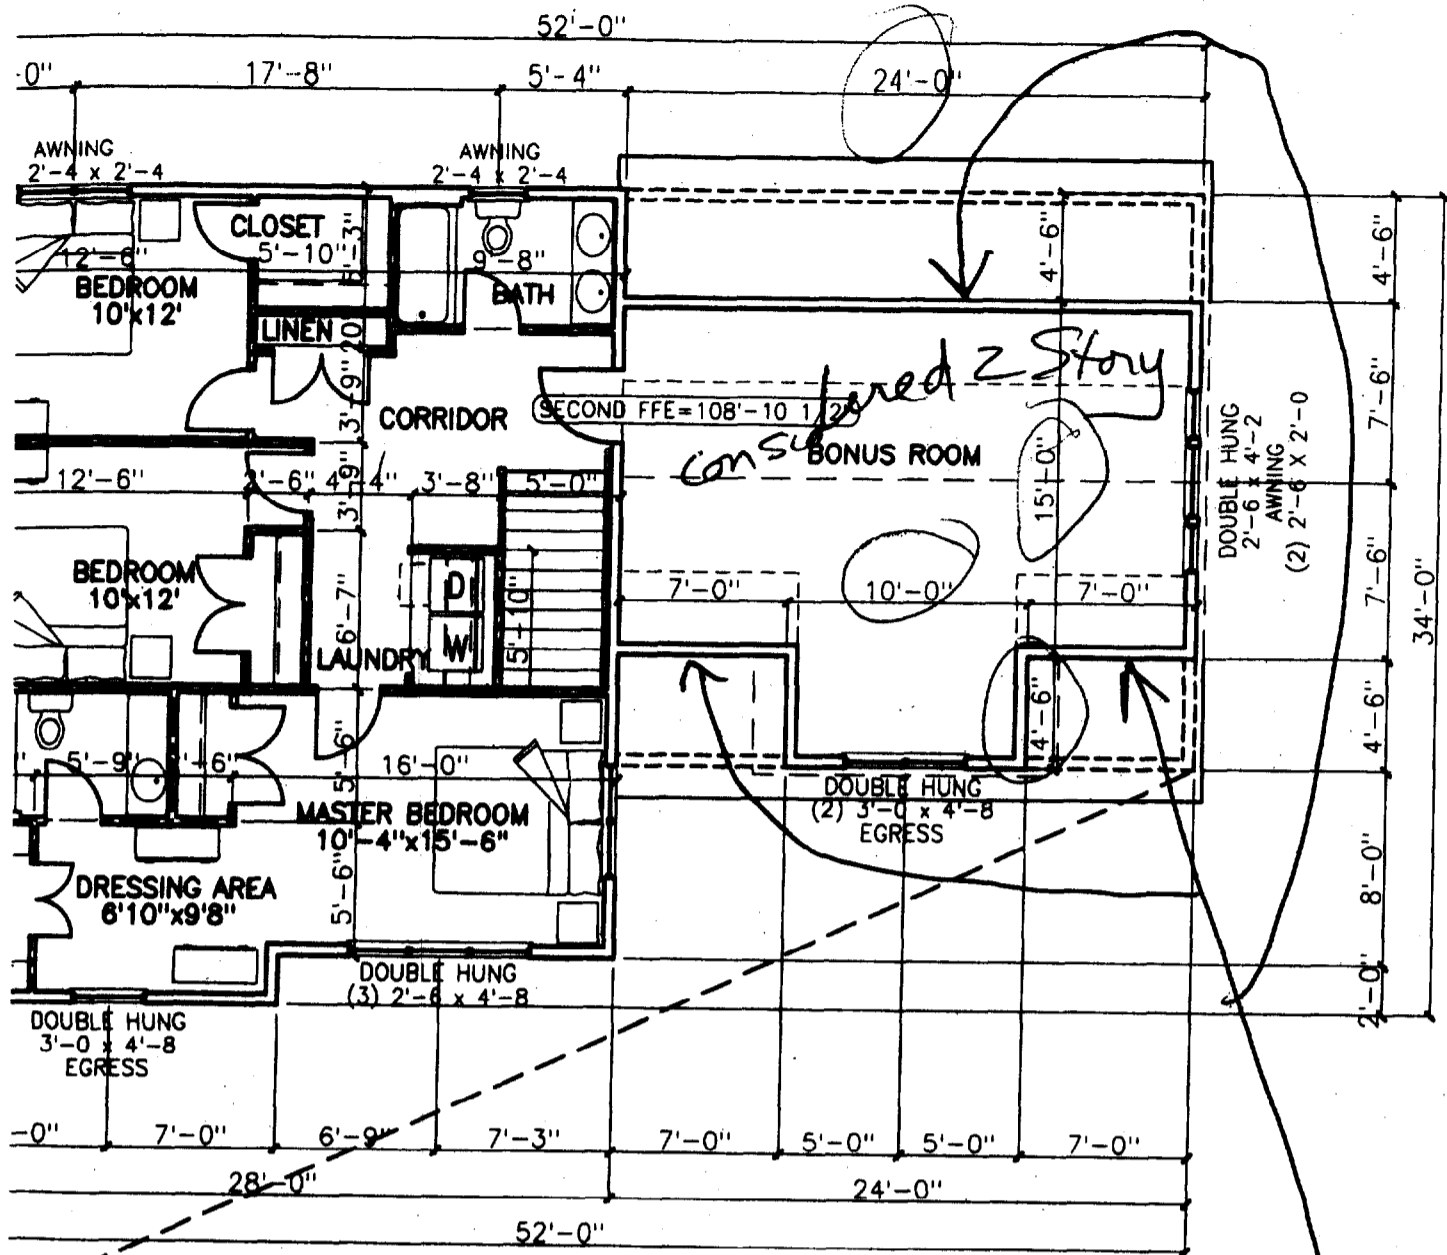 52'-0"
-0"
17'-8"
5'-4"
24'-0"
AWNING
2'-4 x 2'-4
AWNING
2'-4 x 2'-4
CLOSET
5'-10"
12'-6"
BEDROOM
10'x12'
9'-8"
BATH
LINEN
4'-6"
4'-6"
considered 2 Story
3'-9"
CORRIDOR
SECOND FFE=108'-10 1/2
BONUS ROOM
15'-0"
7'-6"
DOUBLE HUNG
2'-6 x 4'-2
AWNING
(2) 2'-6 X 2'-0
12'-6"
3'-9"
3'-8"
5'-0"
BEDROOM
10'x12'
6'-7"
D
W
LAUNDRY
5'-10"
7'-0"
10'-0"
7'-0"
7'-6"
34'-0"
5'-9"
5'-6"
16'-0"
4'-6"
4'-6"
MASTER BEDROOM
10'-4"x15'-6"
DOUBLE HUNG
(2) 3'-0 x 4'-8
EGRESS
DRESSING AREA
6'10"x9'8"
5'-6"
8'-0"
DOUBLE HUNG
(3) 2'-6 x 4'-8
2'-0"
DOUBLE HUNG
3'-0 x 4'-8
EGRESS
-0"
7'-0"
6'-9"
7'-3"
7'-0"
5'-0"
5'-0"
7'-0"
28'-0"
24'-0"
52'-0"